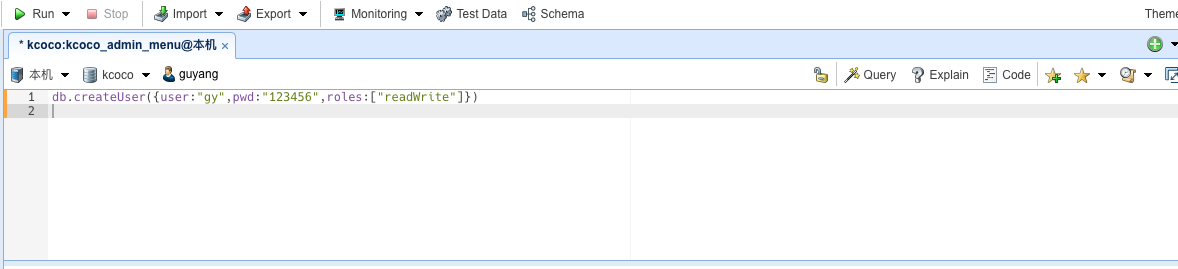 Run Stop Import Export Monitoring Test Data Schema Theme
* kcoco:kcoco_admin_menu@本机 ×
本机 kcoco guyang Query Explain Code
1 db.createUser({user:"gy",pwd:"123456",roles:["readWrite"]})
2